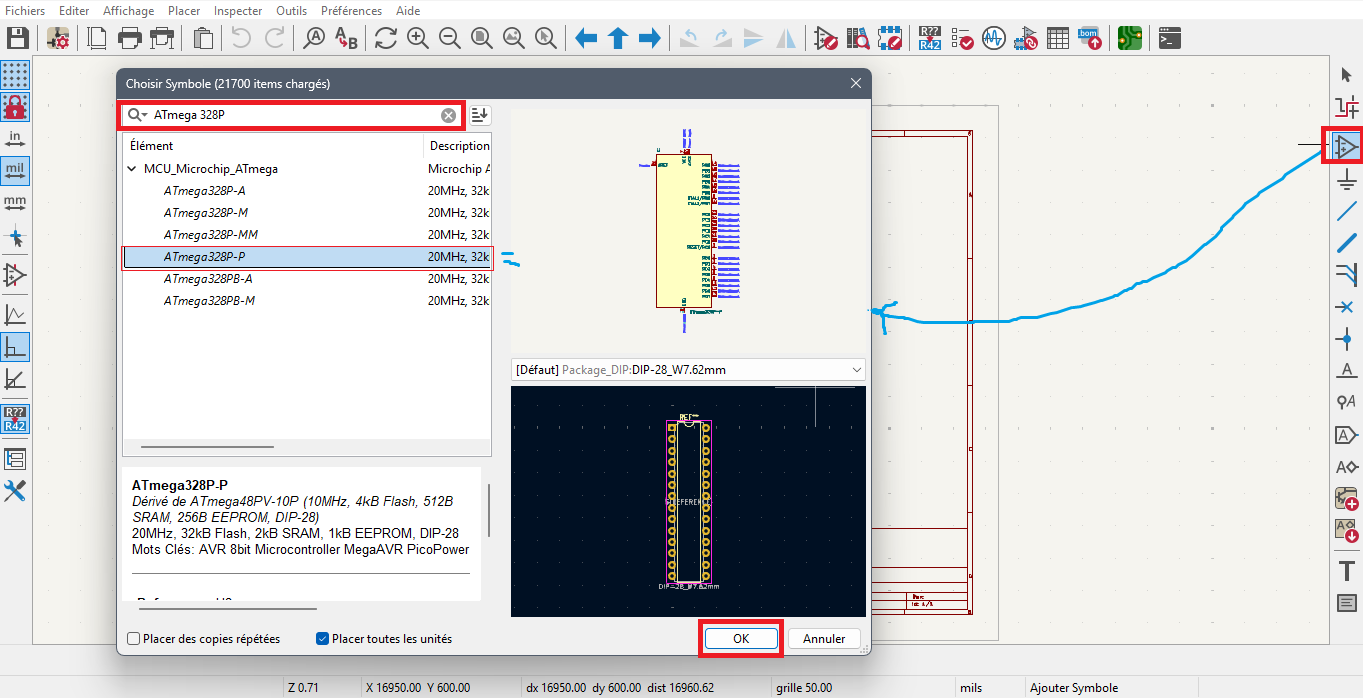 Fichiers Editer Affichage Placer Inspecter Outils Préférences Aide
R??
R42
.bom
Choisir Symbole (21700 items chargés)
ATmega 328P
Élément Description
MCU_Microchip_ATmega Microchip A
ATmega328P-A 20MHz, 32k
ATmega328P-M 20MHz, 32k
ATmega328P-MM 20MHz, 32k
ATmega328P-P 20MHz, 32k
ATmega328PB-A 20MHz, 32k
ATmega328PB-M 20MHz, 32k
in
mil
mm
R??
R42
[Défaut] Package_DIP:DIP-28_W7.62mm
REF**
DIP-28_W7.62mm
ATmega328P-P
Dérivé de ATmega48PV-10P (10MHz, 4kB Flash, 512B
SRAM, 256B EEPROM, DIP-28)
20MHz, 32kB Flash, 2kB SRAM, 1kB EEPROM, DIP-28
Mots Clés: AVR 8bit Microcontroller MegaAVR PicoPower
Placer des copies répétées
Placer toutes les unités
OK
Annuler
A
A
A
A
A
T
Z 0.71 X 16950.00 Y 600.00 dx 16950.00 dy 600.00 dist 16960.62 grille 50.00 mils Ajouter Symbole